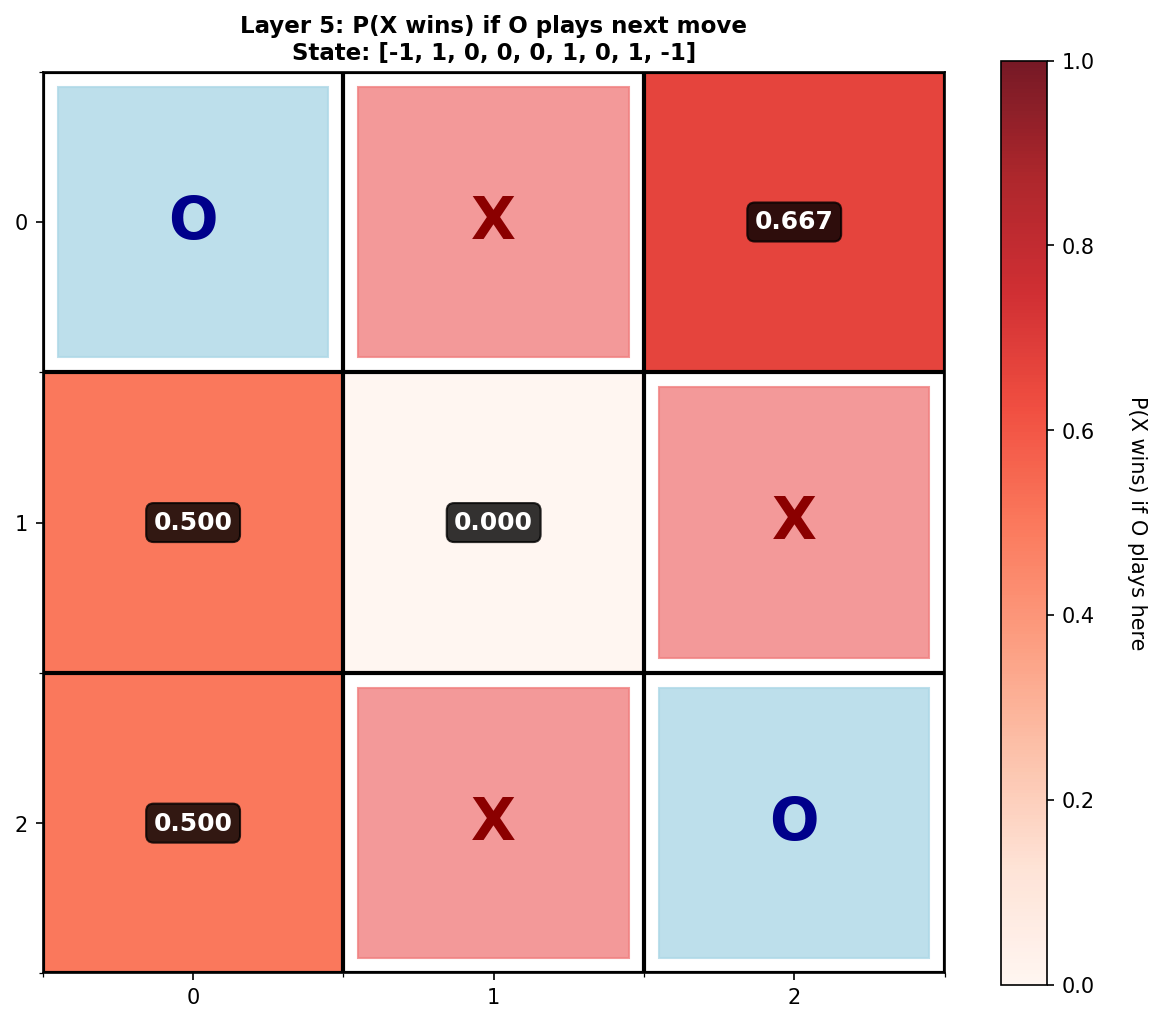 Layer 5: P(X wins) if O plays next move
State: [-1, 1, 0, 0, 0, 1, 0, 1, -1]
0
O
X
0.667
1
0.500
0.000
X
2
0.500
X
O
0
1
2
1.0
0.8
0.6
0.4
0.2
0.0
P(X wins) if O plays here